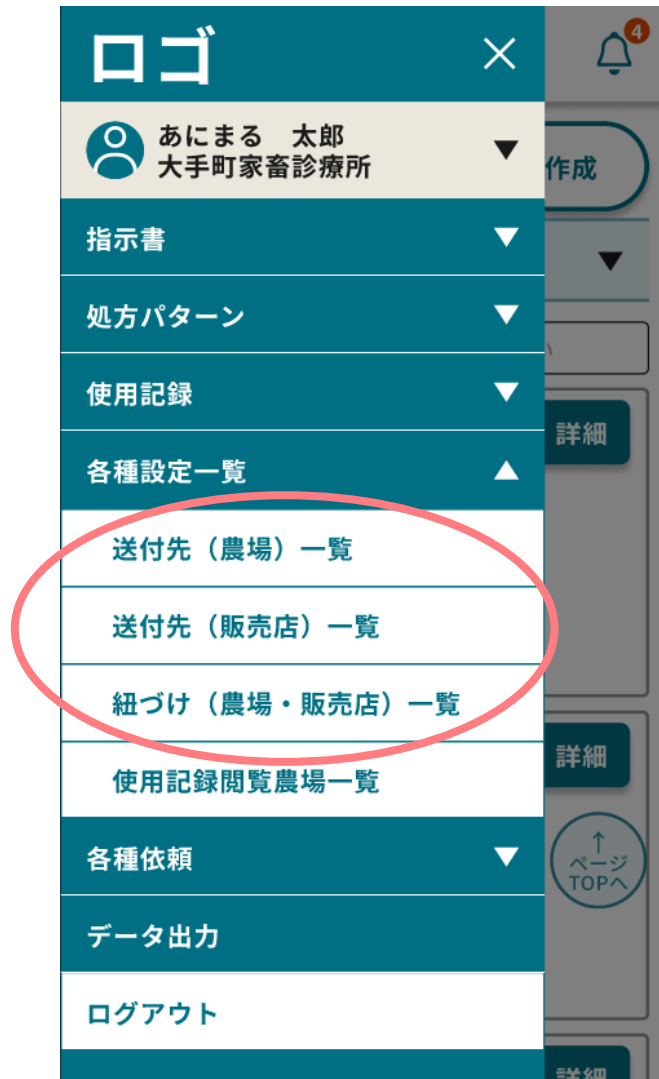 ロゴ
4
あにまる　太郎
大手町家畜診療所
作成
指示書
処方パターン
使用記録
詳細
各種設定一覧
送付先（農場）一覧
送付先（販売店）一覧
紐づけ（農場・販売店）一覧
詳細
使用記録閲覧農場一覧
↑
ページ
TOPへ
各種依頼
データ出力
ログアウト
詳細